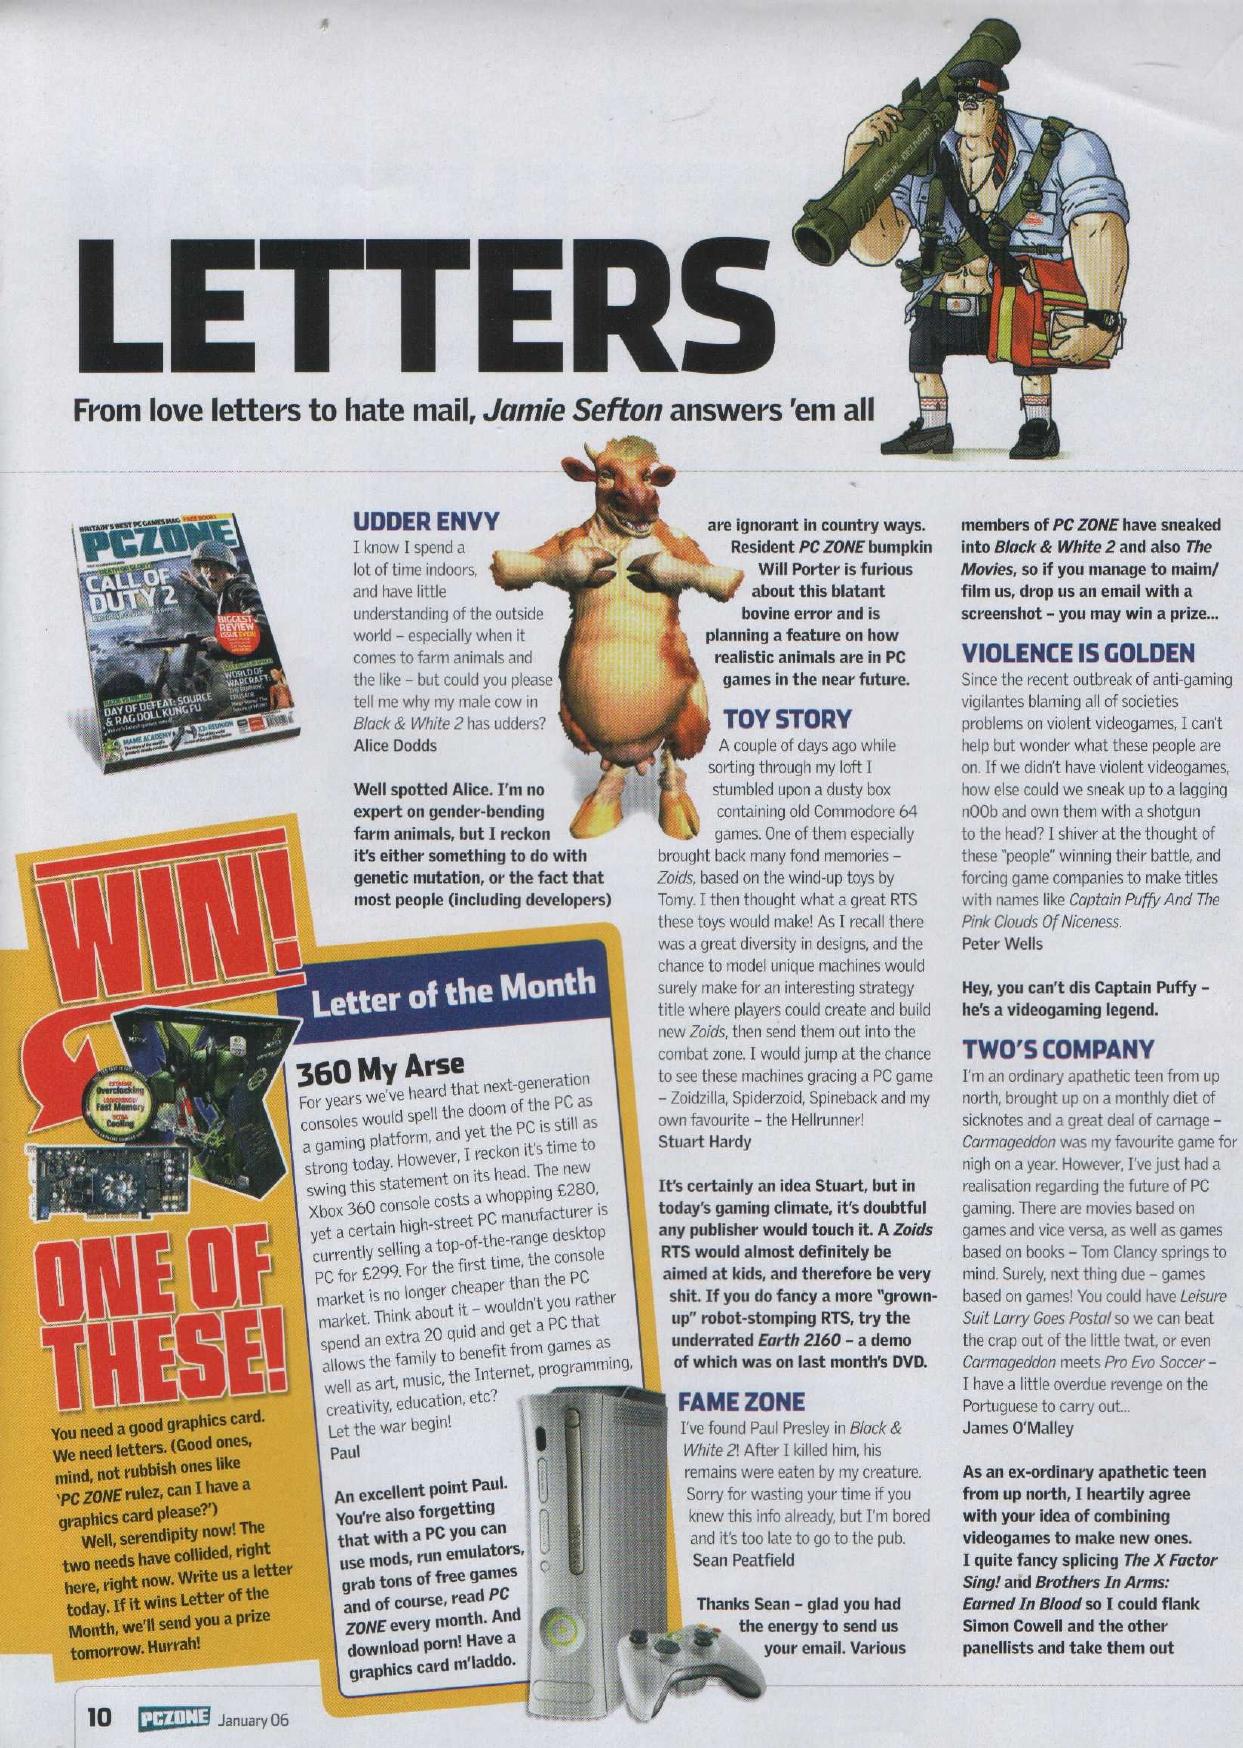 LETTERS
From love letters to hate mail, Jamie Sefton answers 'em all
SPECIAL DELIVERY
BRITAIN'S BEST PC GAMES MAG
PCZONE
CALL OF
DUTY 2
BIGGEST
REVIEW
ISSUE EVER!
WORLD OF
WARCRAFT:
DAY OF DEFEAT: SOURCE
& RAG DOLL KUNG FU
MAME ACADEMY
X3: REUNION
UDDER ENVY
I know I spend a
lot of time indoors,
and have little
understanding of the outside
world – especially when it
comes to farm animals and
the like – but could you please
tell me why my male cow in
Black & White 2 has udders?
Alice Dodds
Well spotted Alice. I'm no
expert on gender-bending
farm animals, but I reckon
it's either something to do with
genetic mutation, or the fact that
most people (including developers)
are ignorant in country ways.
Resident PC ZONE bumpkin
Will Porter is furious
about this blatant
bovine error and is
planning a feature on how
realistic animals are in PC
games in the near future.
TOY STORY
A couple of days ago while
sorting through my loft I
stumbled upon a dusty box
containing old Commodore 64
games. One of them especially
brought back many fond memories –
Zoids, based on the wind-up toys by
Tomy. I then thought what a great RTS
these toys would make! As I recall there
was a great diversity in designs, and the
chance to model unique machines would
surely make for an interesting strategy
title where players could create and build
new Zoids, then send them out into the
combat zone. I would jump at the chance
to see these machines gracing a PC game
– Zoidzilla, Spiderzoid, Spineback and my
own favourite – the Hellrunner!
Stuart Hardy
It's certainly an idea Stuart, but in
today's gaming climate, it's doubtful
any publisher would touch it. A Zoids
RTS would almost definitely be
aimed at kids, and therefore be very
shit. If you do fancy a more "grown-
up" robot-stomping RTS, try the
underrated Earth 2160 – a demo
of which was on last month's DVD.
FAME ZONE
I've found Paul Presley in Black &
White 2! After I killed him, his
remains were eaten by my creature.
Sorry for wasting your time if you
knew this info already, but I'm bored
and it's too late to go to the pub.
Sean Peatfield
Thanks Sean – glad you had
the energy to send us
your email. Various
members of PC ZONE have sneaked
into Black & White 2 and also The
Movies, so if you manage to maim/
film us, drop us an email with a
screenshot – you may win a prize...
VIOLENCE IS GOLDEN
Since the recent outbreak of anti-gaming
vigilantes blaming all of societies
problems on violent videogames, I can't
help but wonder what these people are
on. If we didn't have violent videogames,
how else could we sneak up to a lagging
n00b and own them with a shotgun
to the head? I shiver at the thought of
these "people" winning their battle, and
forcing game companies to make titles
with names like Captain Puffy And The
Pink Clouds Of Niceness.
Peter Wells
Hey, you can't dis Captain Puffy –
he's a videogaming legend.
TWO'S COMPANY
I'm an ordinary apathetic teen from up
north, brought up on a monthly diet of
sicknotes and a great deal of carnage –
Carmageddon was my favourite game for
nigh on a year. However, I've just had a
realisation regarding the future of PC
gaming. There are movies based on
games and vice versa, as well as games
based on books – Tom Clancy springs to
mind. Surely, next thing due – games
based on games! You could have Leisure
Suit Larry Goes Postal so we can beat
the crap out of the little twat, or even
Carmageddon meets Pro Evo Soccer –
I have a little overdue revenge on the
Portuguese to carry out...
James O'Malley
As an ex-ordinary apathetic teen
from up north, I heartily agree
with your idea of combining
videogames to make new ones.
I quite fancy splicing The X Factor
Sing! and Brothers In Arms:
Earned In Blood so I could flank
Simon Cowell and the other
panellists and take them out
WIN!
EXTREME
Overclocking
Fast Memory
Cooling
ONE OF
THESE!
You need a good graphics card.
We need letters. (Good ones,
mind, not rubbish ones like
'PC ZONE rulez, can I have a
graphics card please?')
Well, serendipity now! The
two needs have collided, right
here, right now. Write us a letter
today. If it wins Letter of the
Month, we'll send you a prize
tomorrow. Hurrah!
Letter of the Month
360 My Arse
For years we've heard that next-generation
consoles would spell the doom of the PC as
a gaming platform, and yet the PC is still as
strong today. However, I reckon it's time to
swing this statement on its head. The new
Xbox 360 console costs a whopping £280,
yet a certain high-street PC manufacturer is
currently selling a top-of-the-range desktop
PC for £299. For the first time, the console
market is no longer cheaper than the PC
market. Think about it – wouldn't you rather
spend an extra 20 quid and get a PC that
allows the family to benefit from games as
well as art, music, the Internet, programming,
creativity, education, etc?
Let the war begin!
Paul
An excellent point Paul.
You're also forgetting
that with a PC you can
use mods, run emulators,
grab tons of free games
and of course, read PC
ZONE every month. And
download porn! Have a
graphics card m'laddo.
10 PCZONE January 06